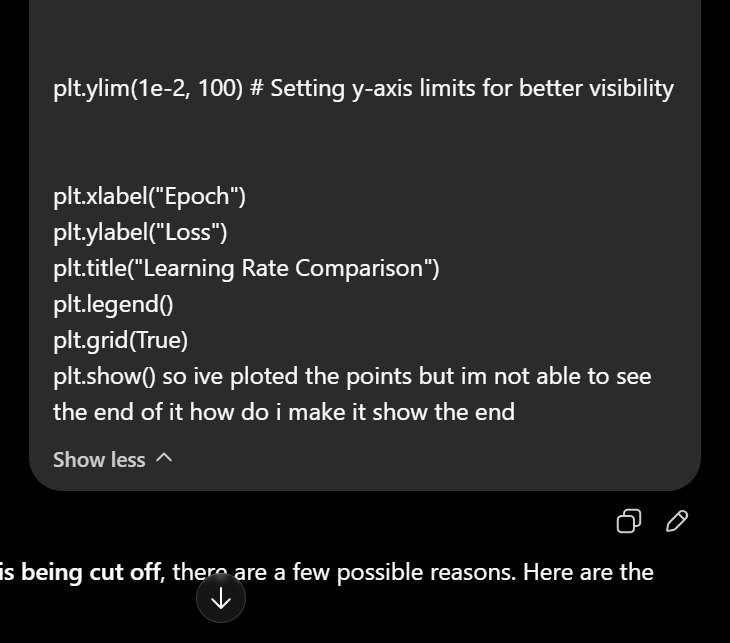 plt.ylim(1e-2, 100) # Setting y-axis limits for better visibility
plt.xlabel("Epoch")
plt.ylabel("Loss")
plt.title("Learning Rate Comparison")
plt.legend()
plt.grid(True)
plt.show() so ive ploted the points but im not able to see
the end of it how do i make it show the end
Show less
is being cut off, there are a few possible reasons. Here are the